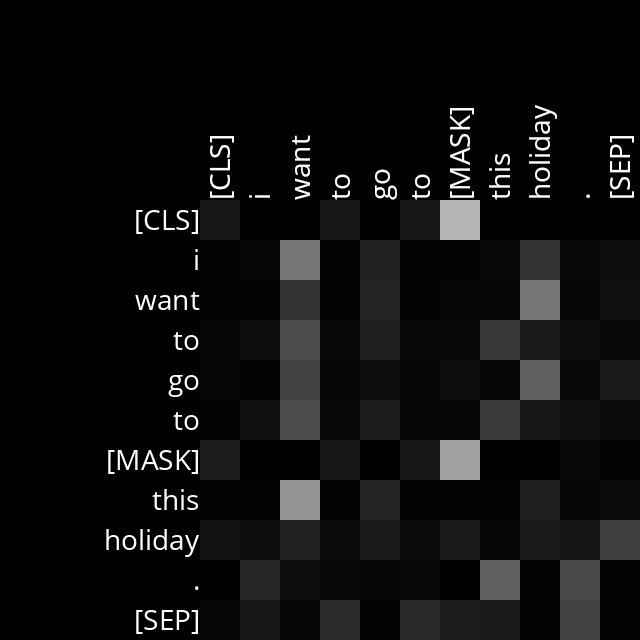 [CLS] i want to go to [MASK] this holiday . [SEP]
[CLS]
i
want
to
go
to
[MASK]
this
holiday
.
[SEP]